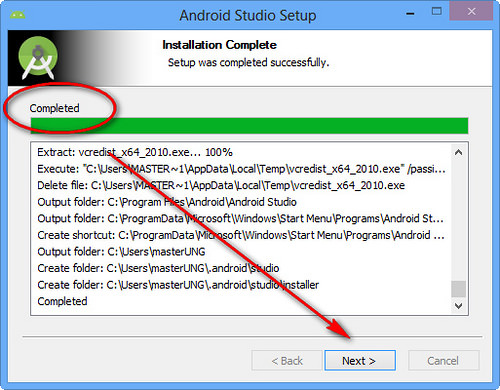 Android Studio Setup
Installation Complete
Setup was completed successfully.
Completed
Extract: vcredist_x64_2010.exe... 100%
Execute: "C:\Users\MASTER~1\AppData\Local\Temp\vcredist_x64_2010.exe" /passi...
Delete file: C:\Users\MASTER~1\AppData\Local\Temp\vcredist_x64_2010.exe
Output folder: C:\Program Files\Android\Android Studio
Output folder: C:\ProgramData\Microsoft\Windows\Start Menu\Programs\Android St...
Create shortcut: C:\ProgramData\Microsoft\Windows\Start Menu\Programs\Android ...
Output folder: C:\Users\masterUNG
Create folder: C:\Users\masterUNG\.android\studio
Create folder: C:\Users\masterUNG\.android\studio\installer
Completed
< Back
Next >
Cancel